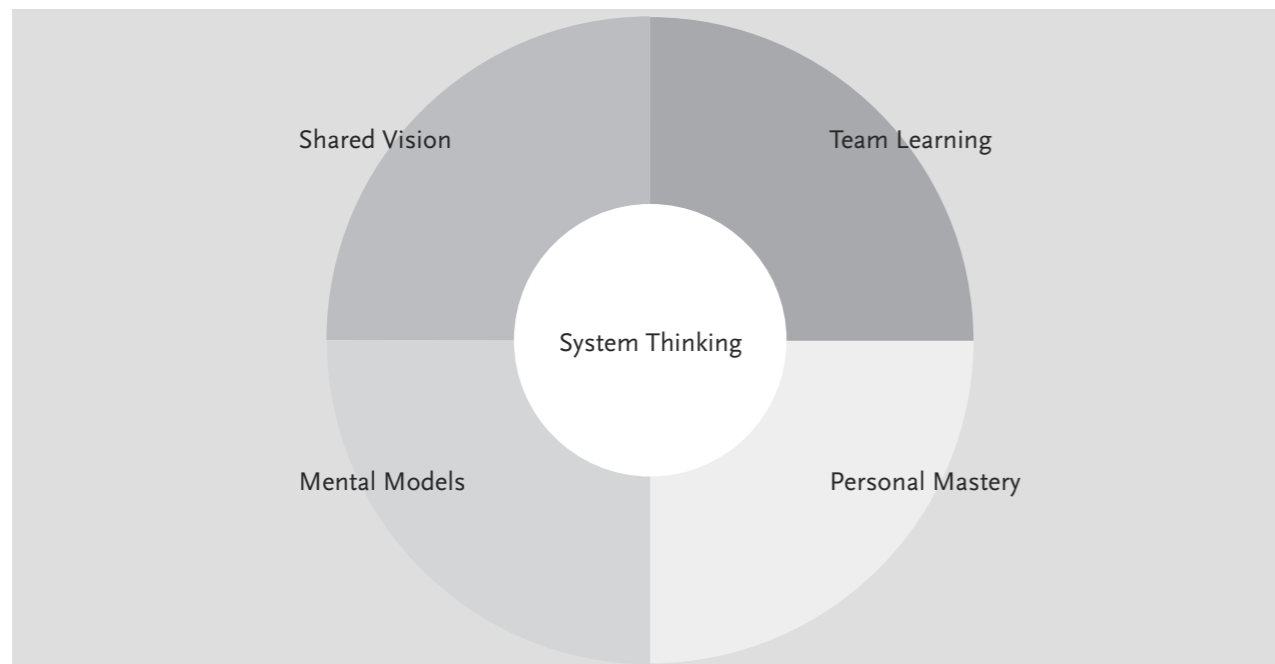 Shared Vision
Team Learning
System Thinking
Mental Models
Personal Mastery